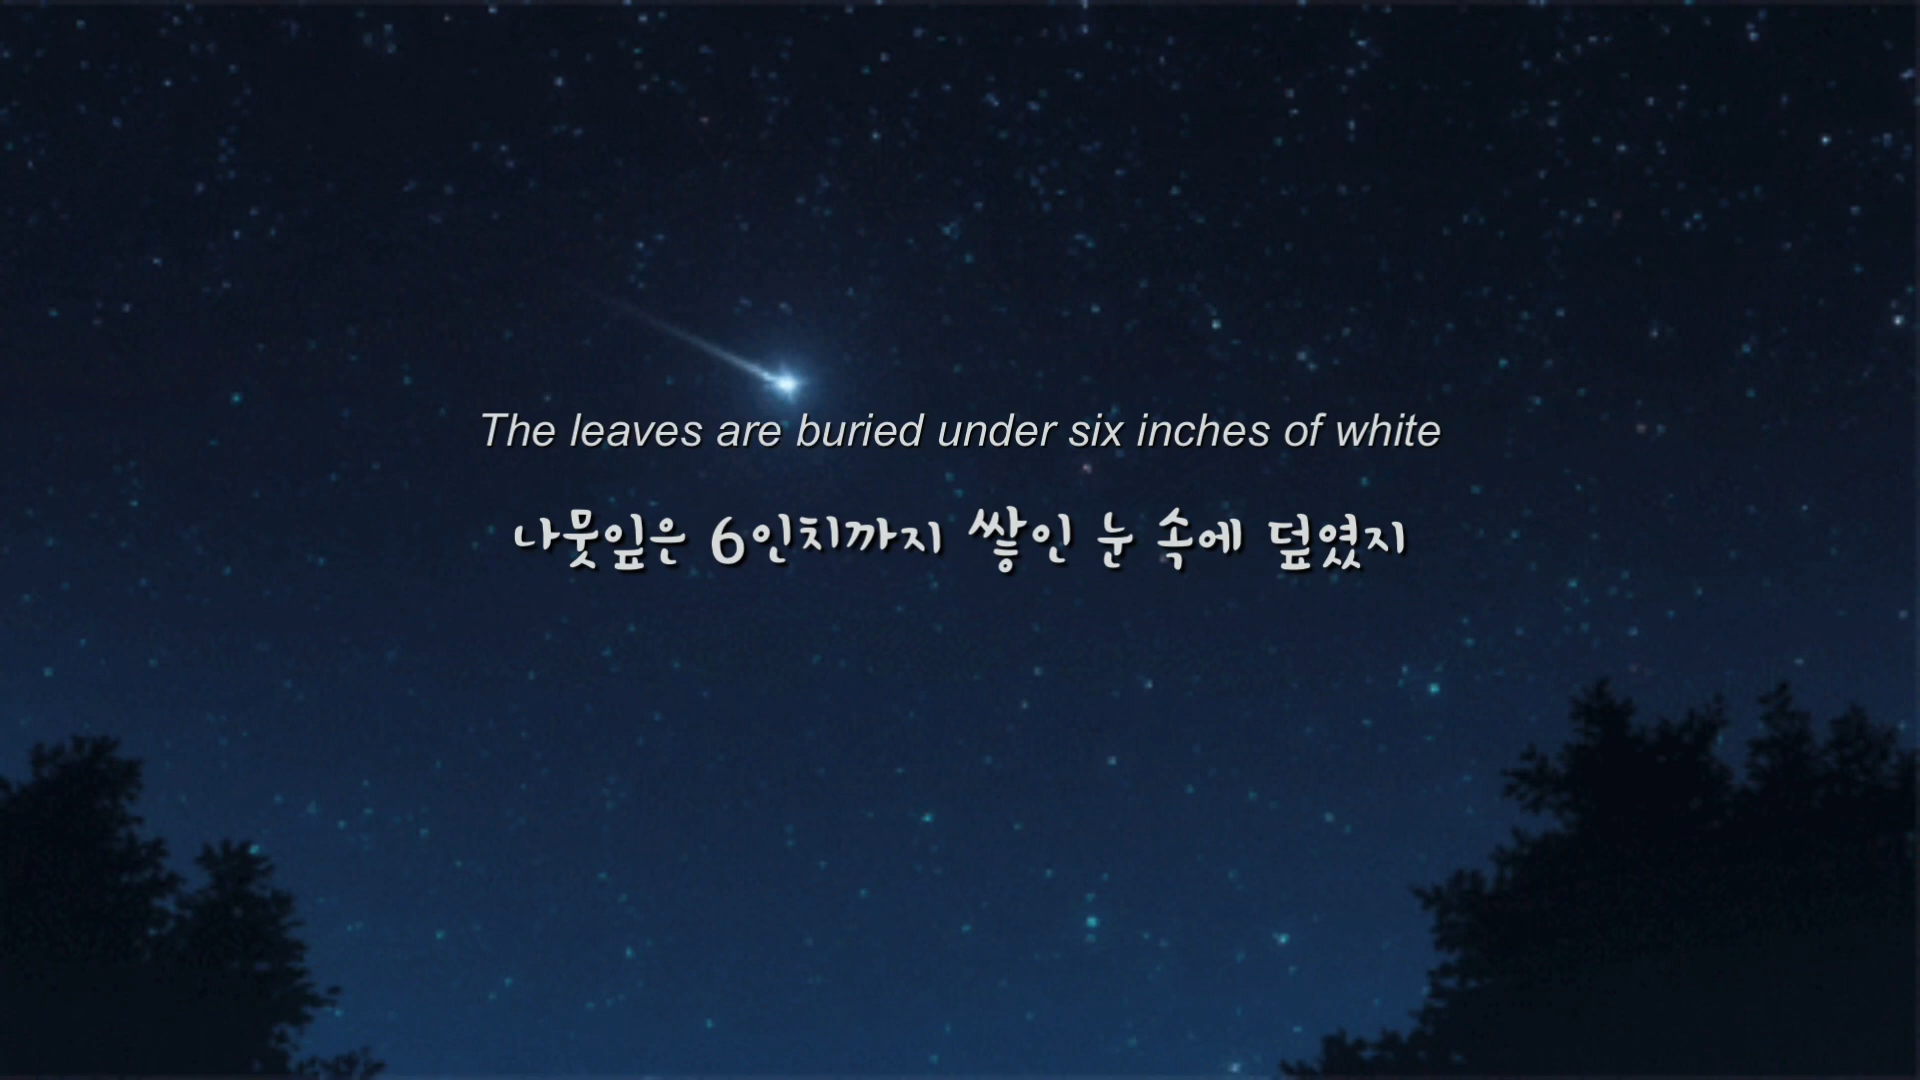 The leaves are buried under six inches of white
나뭇잎은 6인치까지 쌓인 눈 속에 덮였지